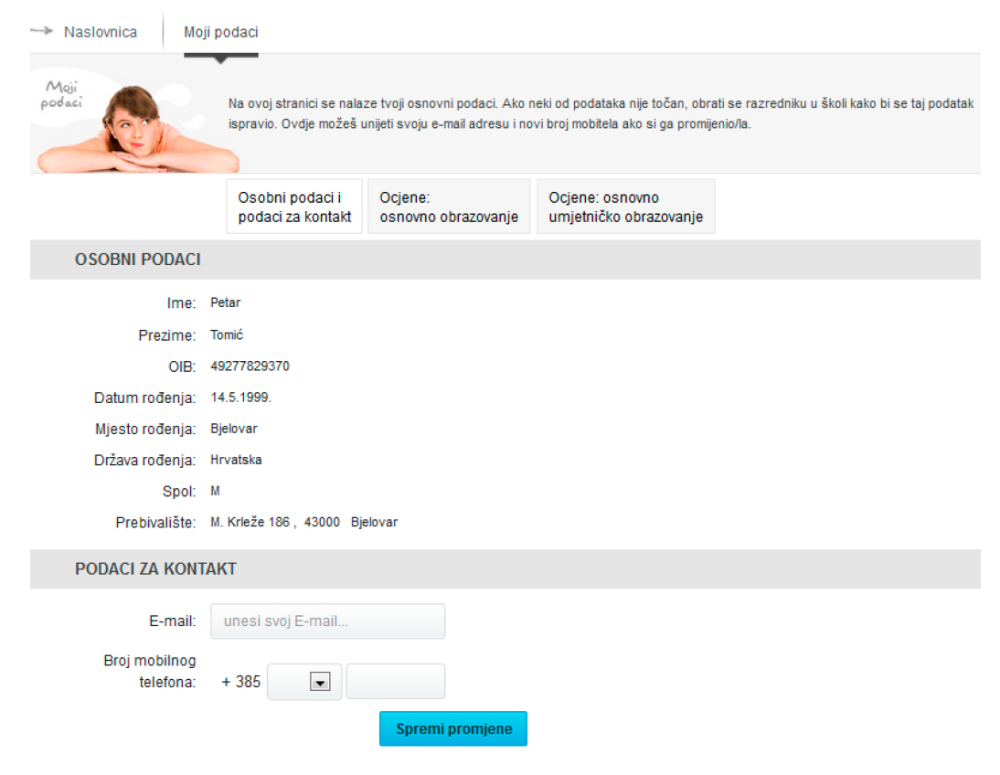 Naslovnica
Moji podaci
Moji
podaci
Na ovoj stranici se nalaze tvoji osnovni podaci. Ako neki od podataka nije točan, obrati se razredniku u školi kako bi se taj podatak
ispravio. Ovdje možeš unijeti svoju e-mail adresu i novi broj mobitela ako si ga promijenio/la.
Osobni podaci i
podaci za kontakt
Ocjene:
osnovno obrazovanje
Ocjene: osnovno
umjetničko obrazovanje
OSOBNI PODACI
Ime: Petar
Prezime: Tomić
OIB: 49277829370
Datum rođenja: 14.5.1999.
Mjesto rođenja: Bjelovar
Država rođenja: Hrvatska
Spol: M
Prebivalište: M. Krleže 186 , 43000 Bjelovar
PODACI ZA KONTAKT
E-mail: unesi svoj E-mail...
Broj mobilnog
telefona: + 385
Spremi promjene